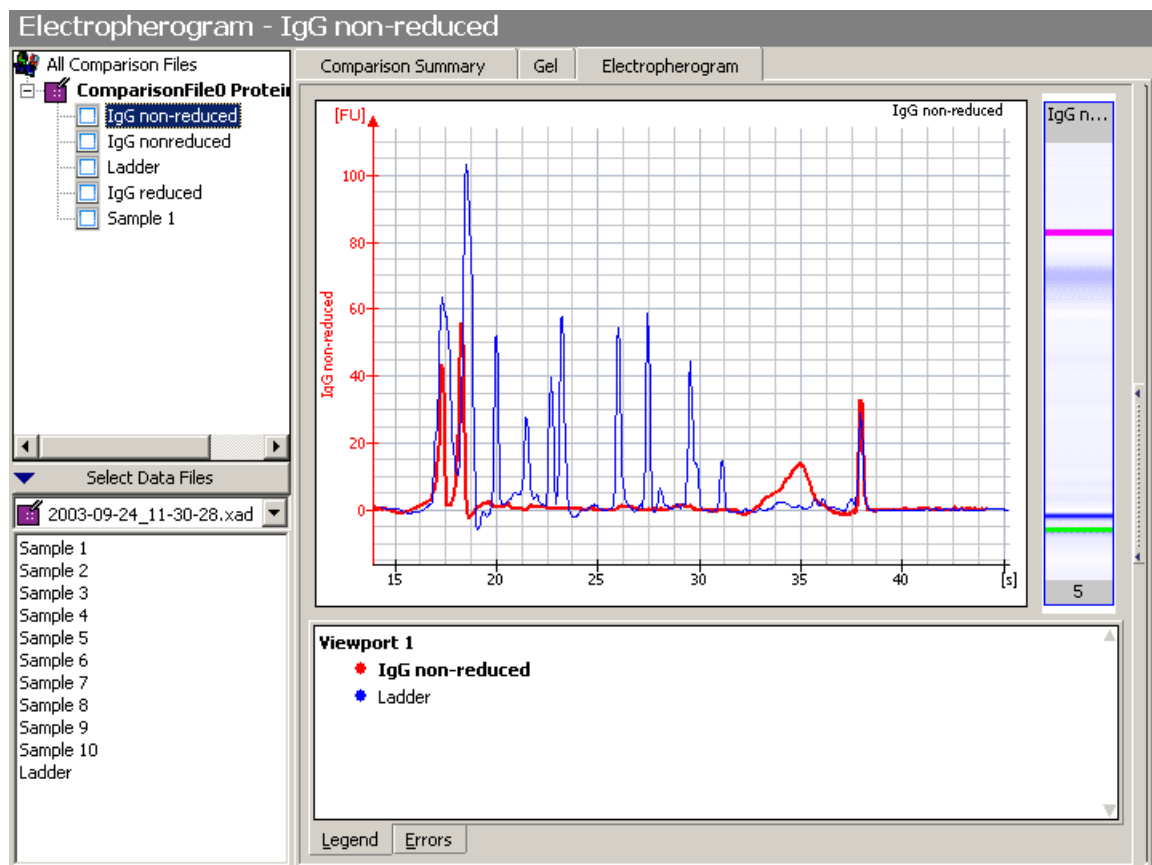 Electropherogram - IgG non-reduced
All Comparison Files
ComparisonFile0 Protei
IgG non-reduced
IgG nonreduced
Ladder
IgG reduced
Sample 1
Select Data Files
2003-09-24_11-30-28.xad
Sample 1
Sample 2
Sample 3
Sample 4
Sample 5
Sample 6
Sample 7
Sample 8
Sample 9
Sample 10
Ladder
Comparison Summary Gel Electropherogram
[FU]
IgG non-reduced
100
80
60
40
20
0
IgG non-reduced
15 20 25 30 35 40 [s]
IgG n...
5
Viewport 1
IgG non-reduced
Ladder
Legend Errors